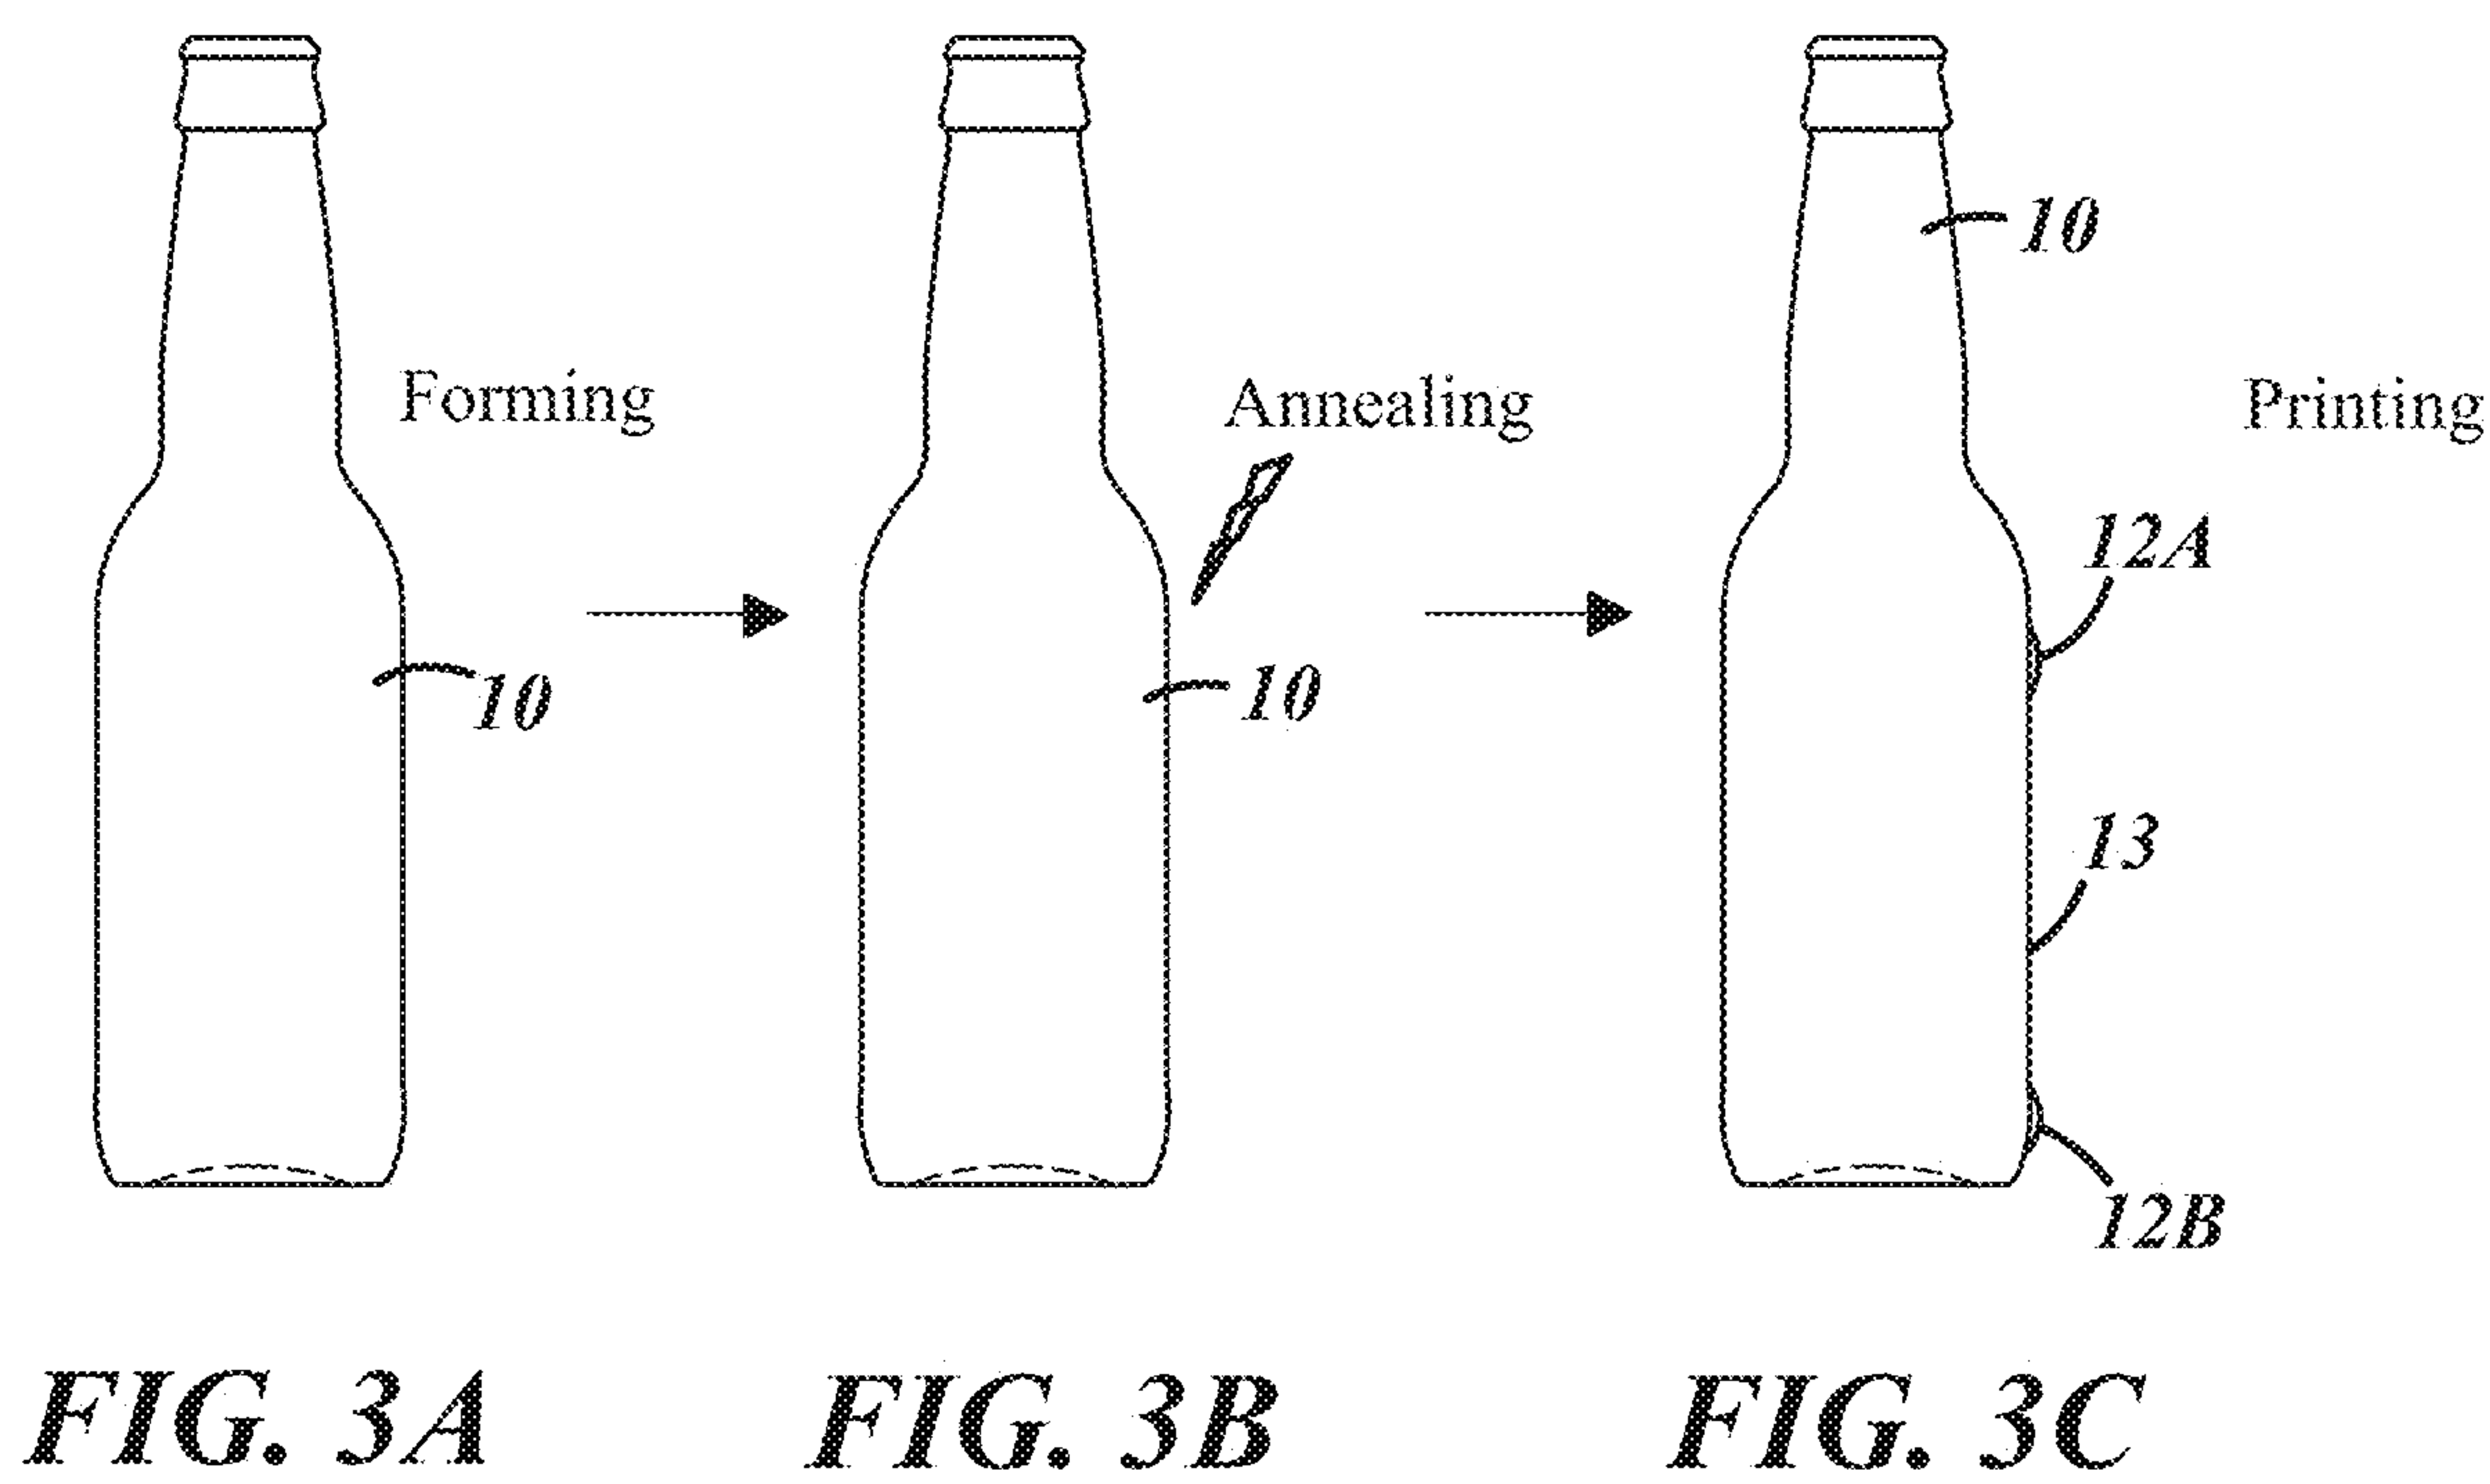 10
Forming
Annealing
Printing
12A
10
10
13
12B
FIG. 3A
FIG. 3B
FIG. 3C